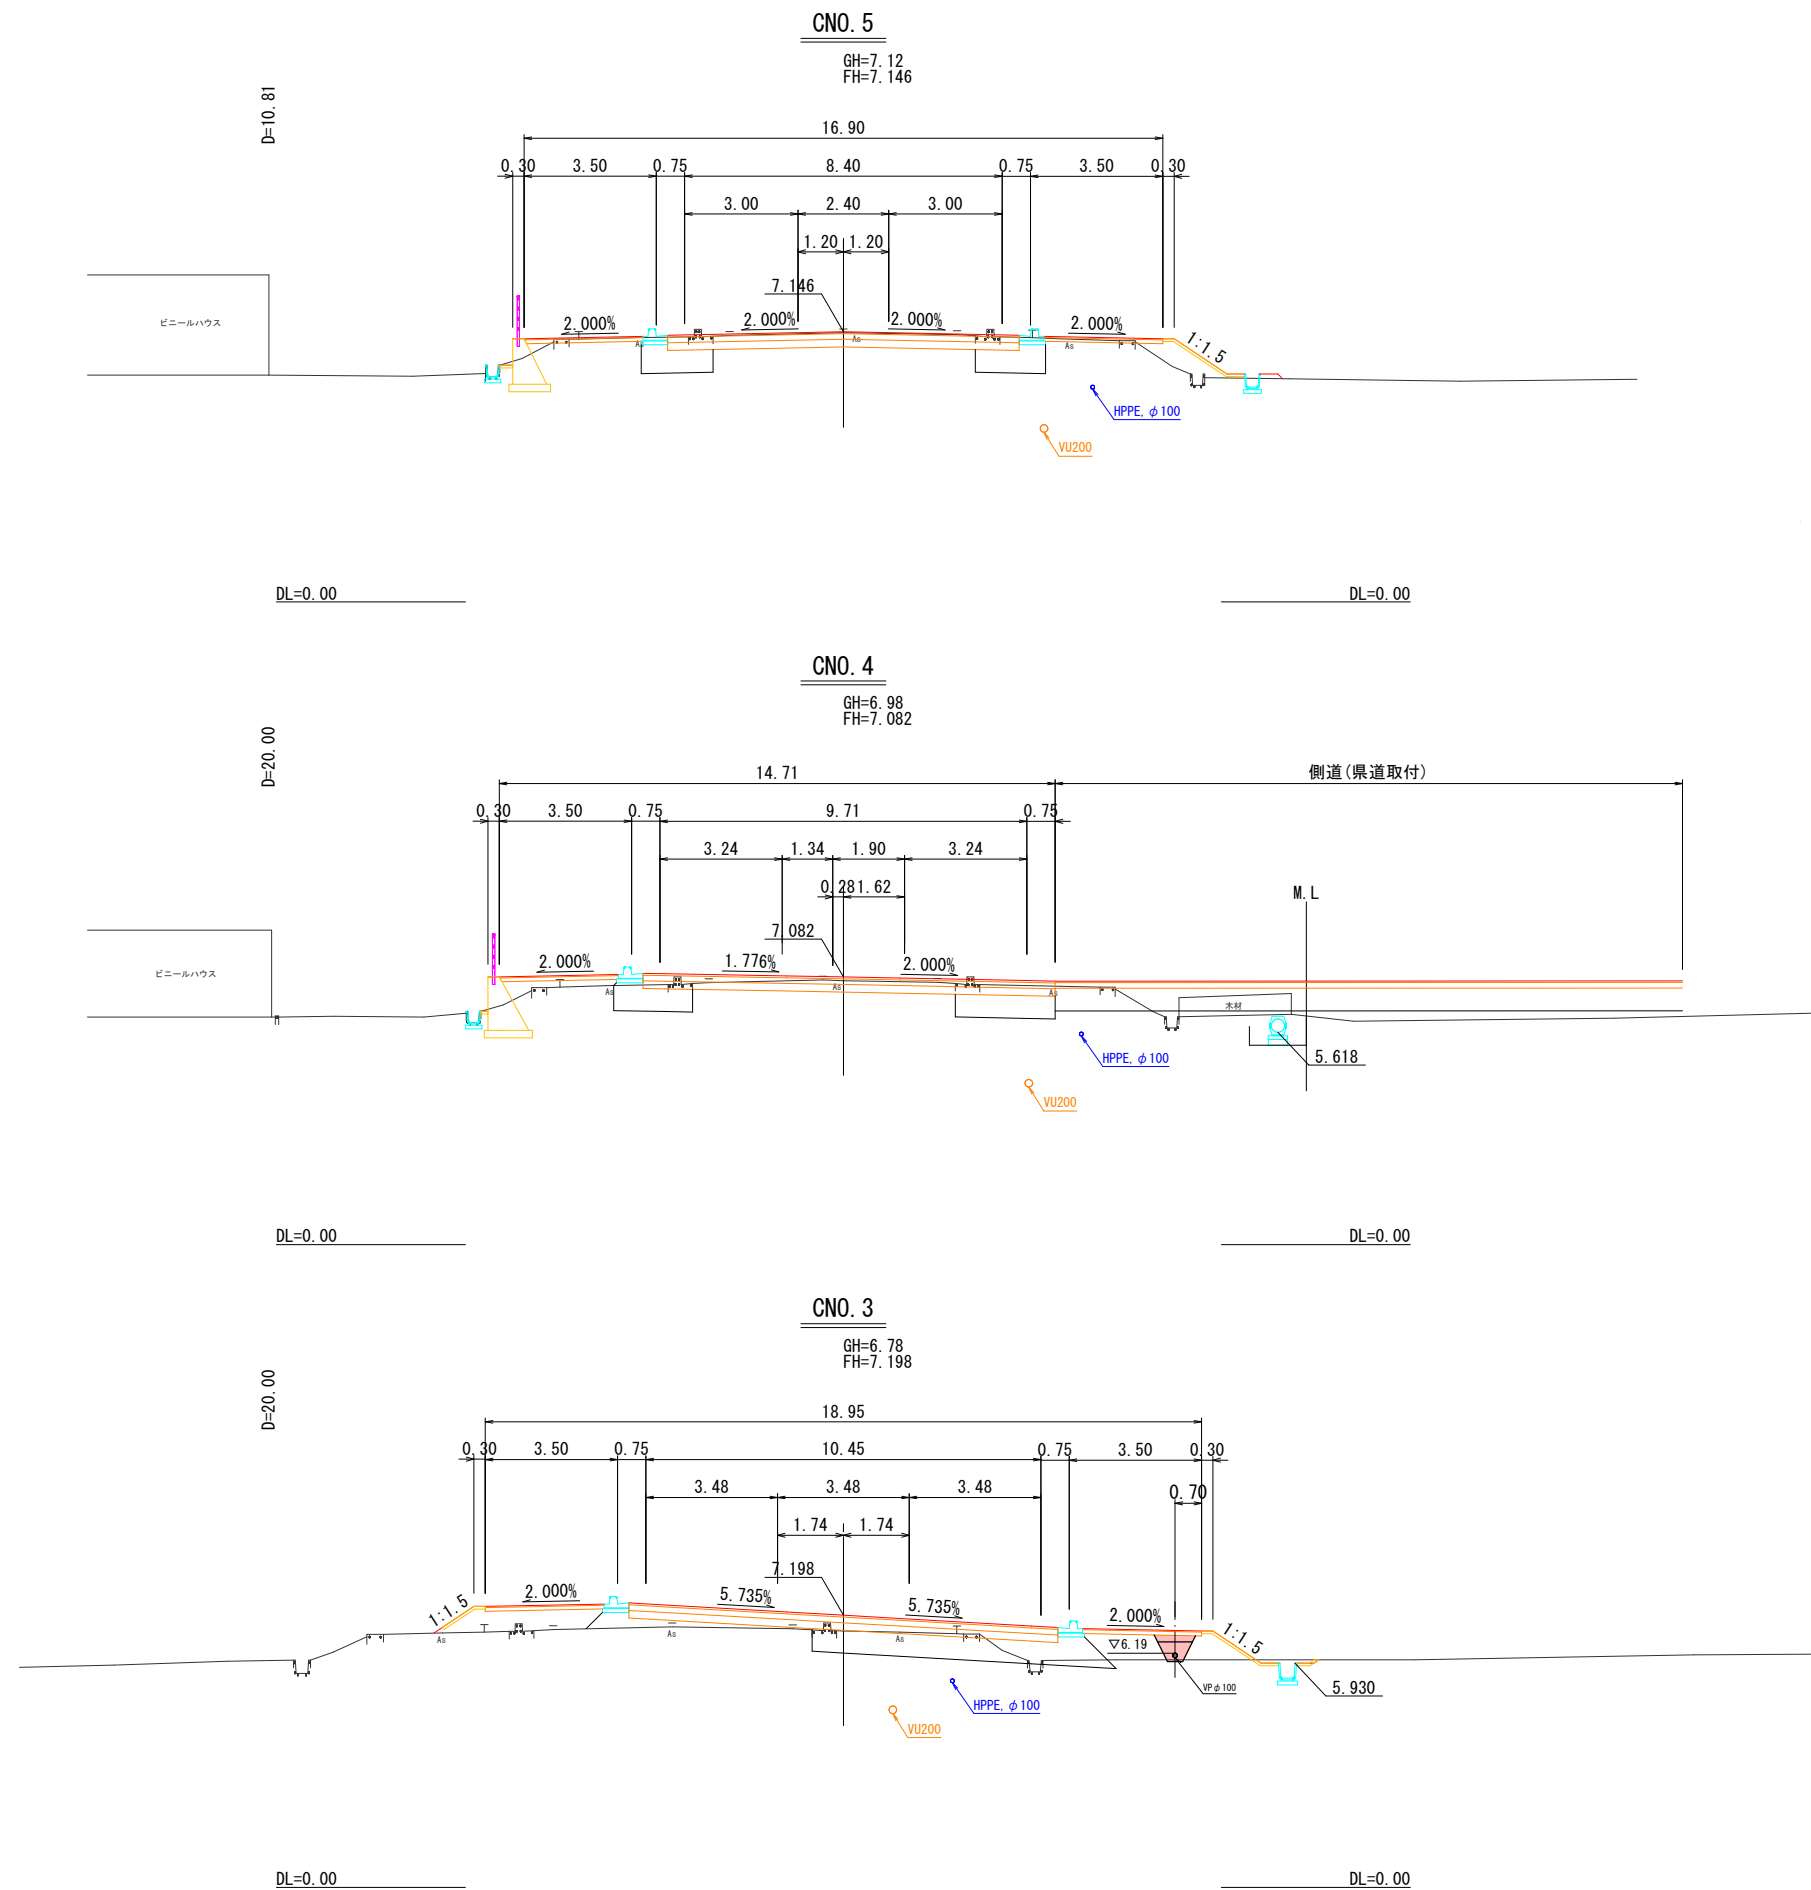 CNO. 5
GH=7. 12
FH=7. 146
D=10. 81
16. 90
0. 30 3. 50 0. 75 8. 40 0. 75 3. 50 0. 30
3. 00 2. 40 3. 00
1. 20 1. 20
7. 146
ビニールハウス
2. 000% 2. 000% 2. 000% 2. 000%
1:1. 5
As As As
HPPE, φ100
VU200
DL=0. 00 DL=0. 00
CNO. 4
GH=6. 98
FH=7. 082
D=20. 00
14. 71 側道(県道取付)
0. 30 3. 50 0. 75 9. 71 0. 75
3. 24 1. 34 1. 90 3. 24
0. 28 1. 62
M. L
7. 082
2. 000% 1. 776% 2. 000%
ビニールハウス
As As As
木材
HPPE, φ100
5. 618
VU200
DL=0. 00 DL=0. 00
CNO. 3
GH=6. 78
FH=7. 198
D=20. 00
18. 95
0. 30 3. 50 0. 75 10. 45 0. 75 3. 50 0. 30
3. 48 3. 48 3. 48
0. 70
1. 74 1. 74
7. 198
1:1. 5
2. 000% 5. 735% 5. 735% 2. 000%
1:1. 5
As As As
▽6. 19
VPφ100
5. 930
HPPE, φ100
VU200
DL=0. 00 DL=0. 00